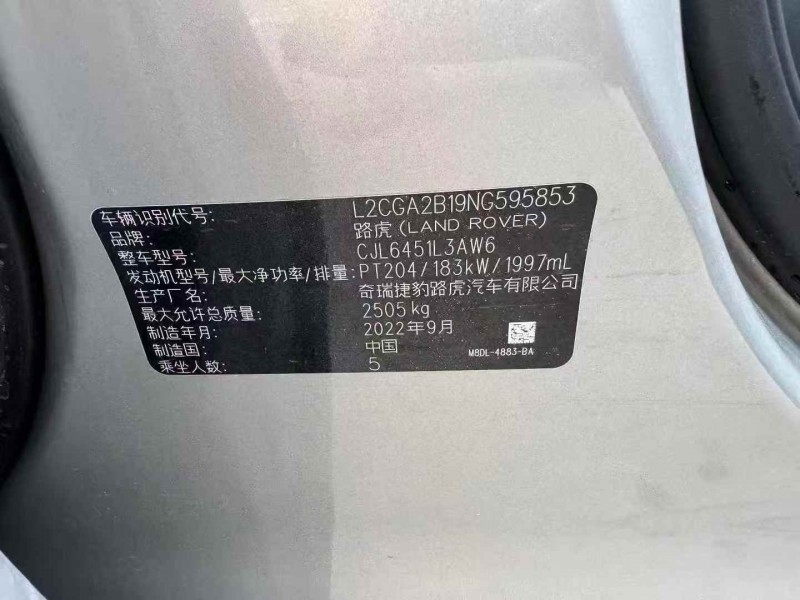 车辆识别代号: L2CGA2B19NG595853
品牌: 路虎(LAND ROVER)
整车型号: CJL6451L3AW6
发动机型号/最大净功率/排量: PT204/183kW/1997mL
生产厂名: 奇瑞捷豹路虎汽车有限公司
最大允许总质量: 2505kg
制造年月: 2022年9月
制造国: 中国
乘坐人数: 5
M8DL-4883-BA